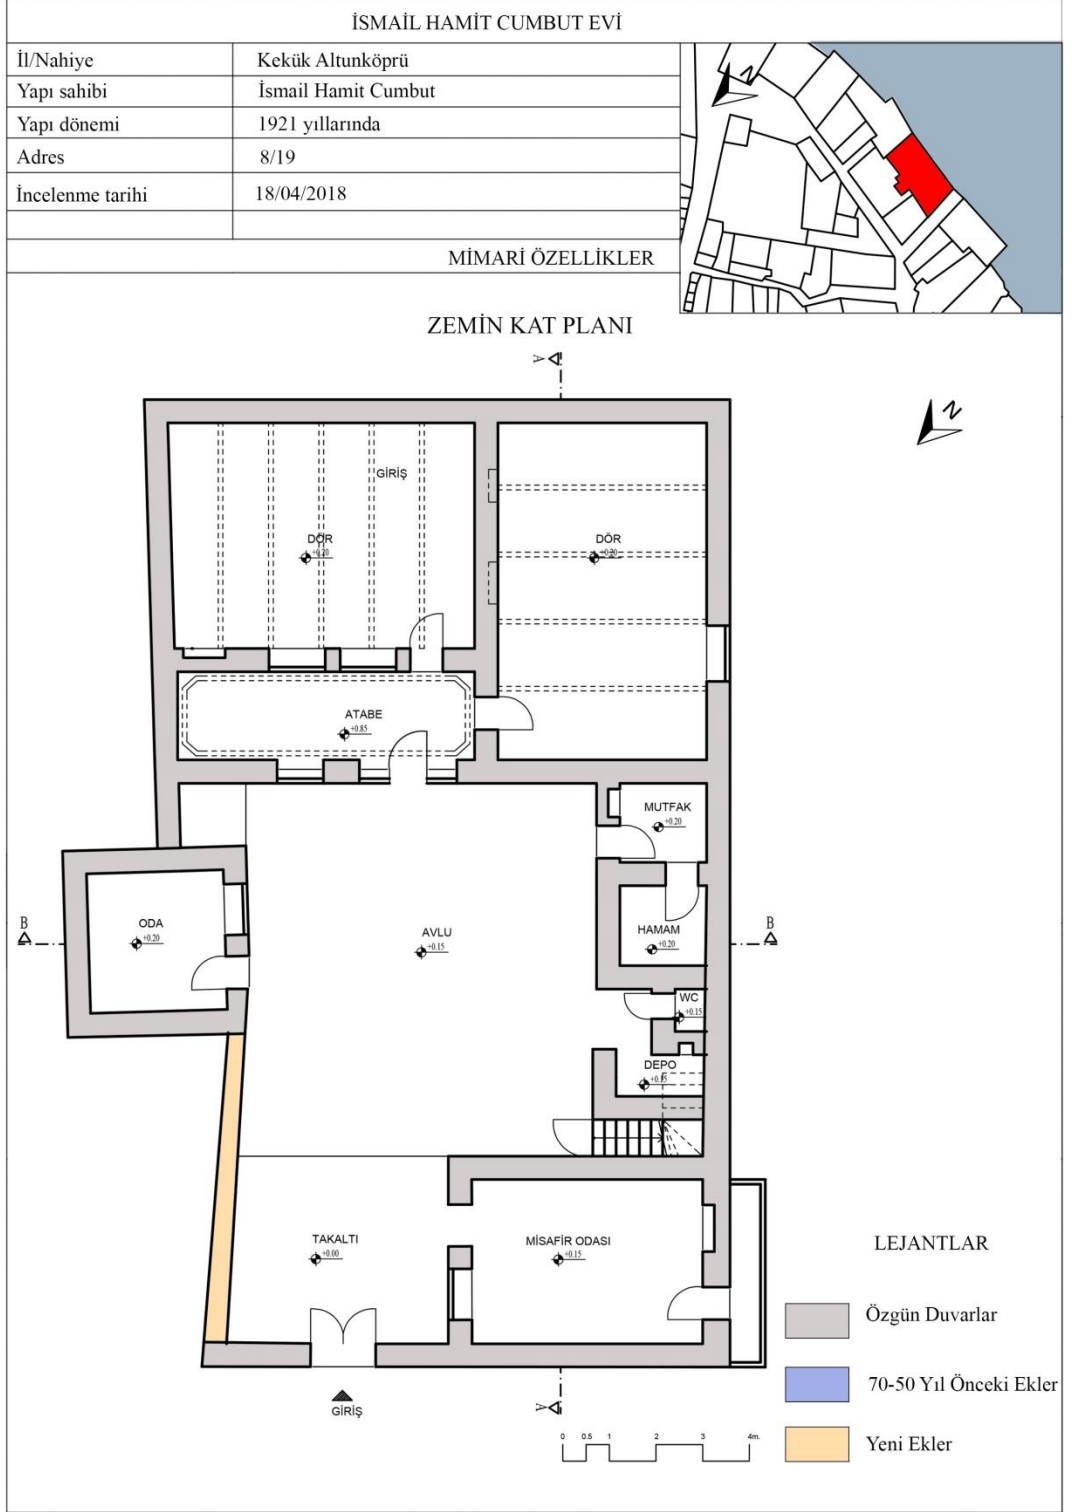 İSMAİL HAMİT CUMBUT EVİ
İl/Nahiye Kekük Altunköprü
Yapı sahibi İsmail Hamit Cumbut
Yapı dönemi 1921 yıllarında
Adres 8/19
İncelenme tarihi 18/04/2018
N
MİMARİ ÖZELLİKLER
ZEMİN KAT PLANI
A
N
GİRİŞ
DÖR
+0.20
DÖR
+0.20
ATABE
+0.85
MUTFAK
+0.20
B
ODA
+0.20
AVLU
+0.15
HAMAM
+0.20
B
WC
+0.15
DEPO
+0.15
TAKALTI
+0.00
MİSAFİR ODASI
+0.15
LEJANTLAR
Özgün Duvarlar
70-50 Yıl Önceki Ekler
Yeni Ekler
GİRİŞ
A
0 0.5 1 2 3 4m.